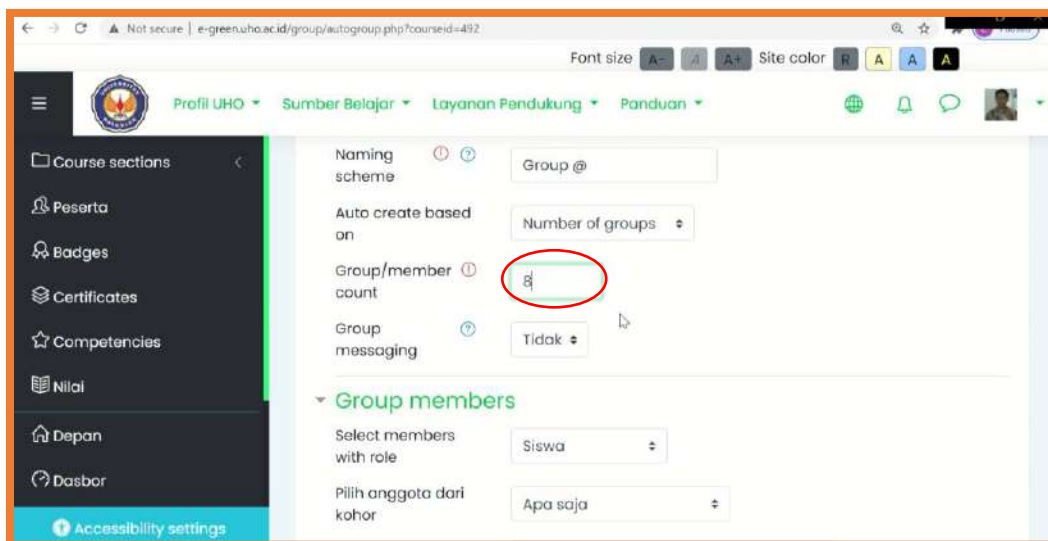 Not secure | e-green.uho.ac.id/group/autogroup.php?courseid=492
Font size A- A A+ Site color R A A A
Profil UHO Sumber Belajar Layanan Pendukung Panduan
Course sections
Peserta
Badges
Certificates
Competencies
Nilai
Depan
Dasbor
Accessibility settings
Naming
scheme
Group @
Auto create based
on
Number of groups
Group/member
count
8
Group
messaging
Tidak
Group members
Select members
with role
Siswa
Pilih anggota dari
kohor
Apa saja